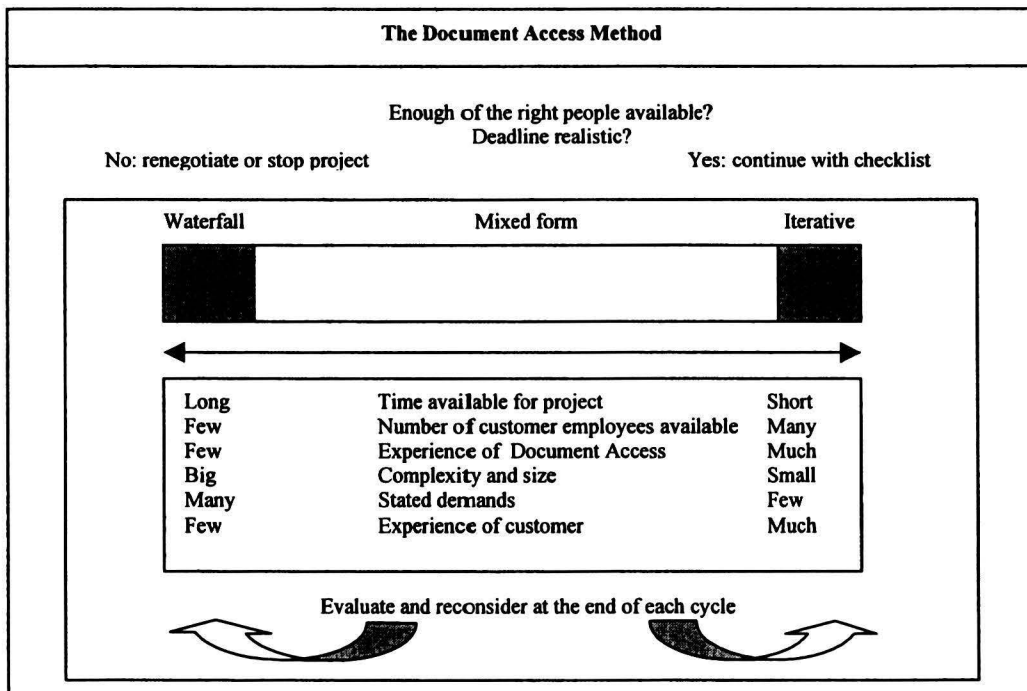 The Document Access Method
Enough of the right people available?
Deadline realistic?
No: renegotiate or stop project Yes: continue with checklist
Waterfall Mixed form Iterative
Long Time available for project Short
Few Number of customer employees available Many
Few Experience of Document Access Much
Big Complexity and size Small
Many Stated demands Few
Few Experience of customer Much
Evaluate and reconsider at the end of each cycle